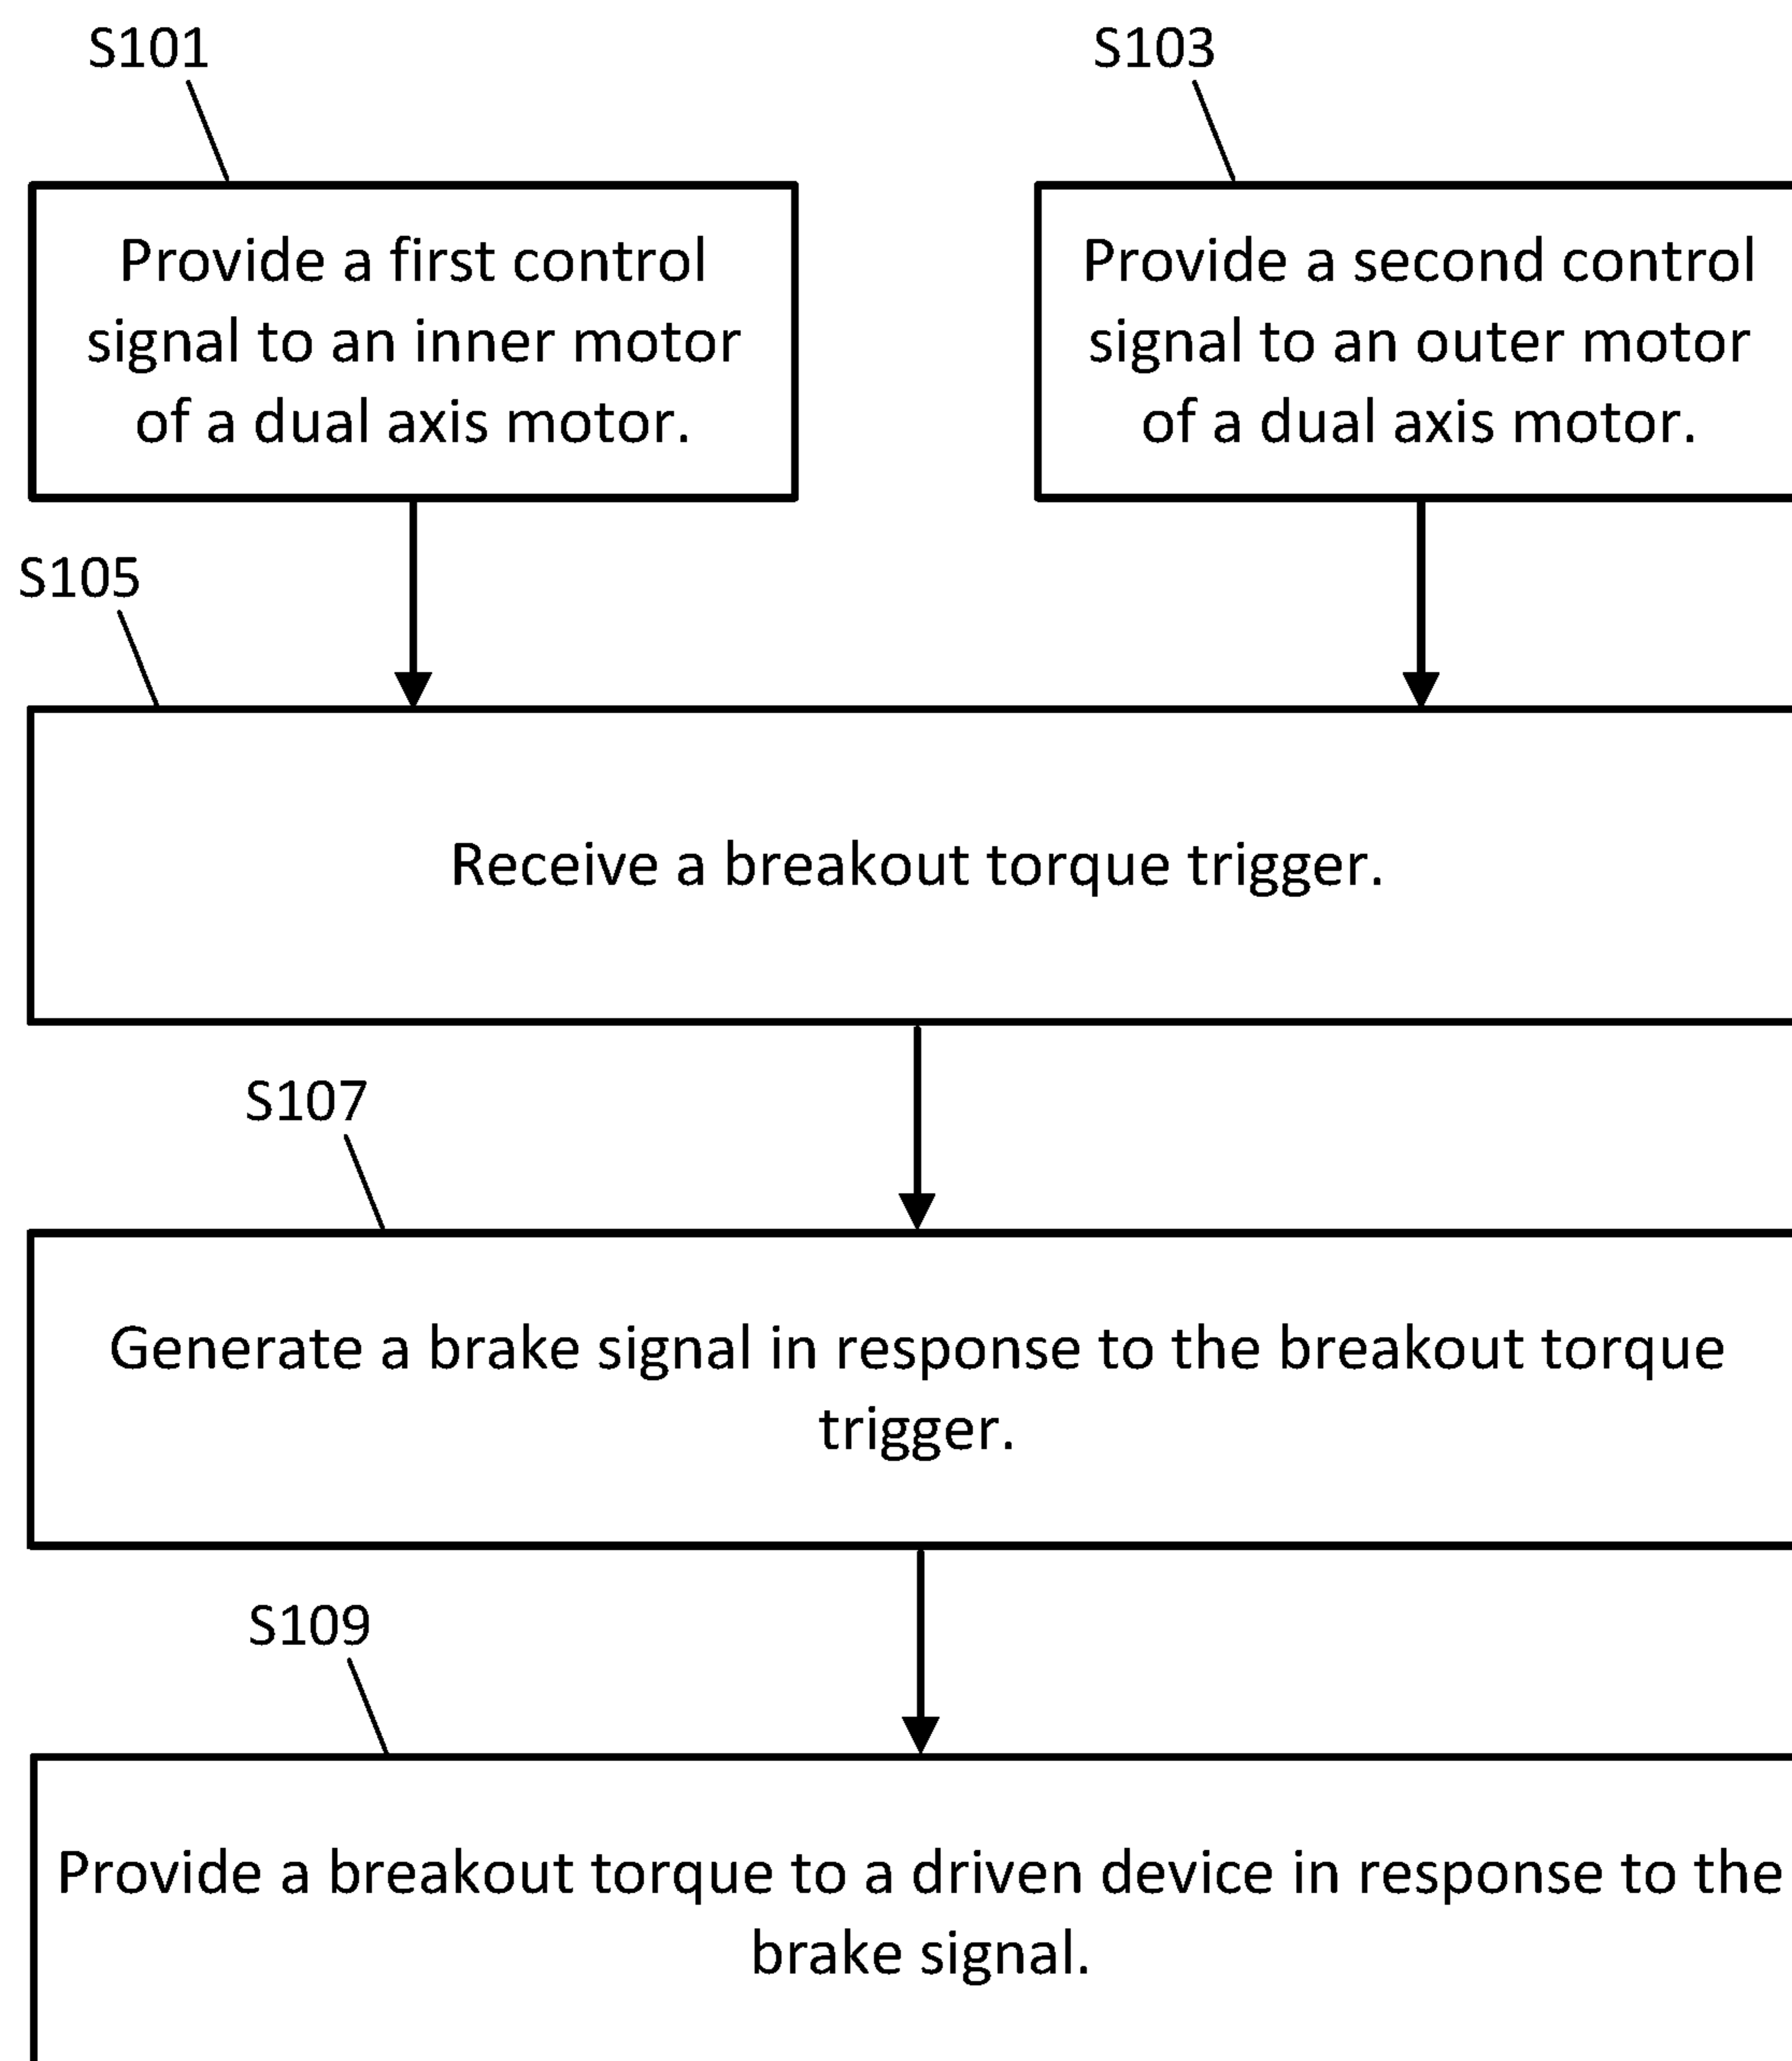 S101
S103
Provide a first control
signal to an inner motor
of a dual axis motor.
Provide a second control
signal to an outer motor
of a dual axis motor.
S105
Receive a breakout torque trigger.
S107
Generate a brake signal in response to the breakout torque
trigger.
S109
Provide a breakout torque to a driven device in response to the
brake signal.